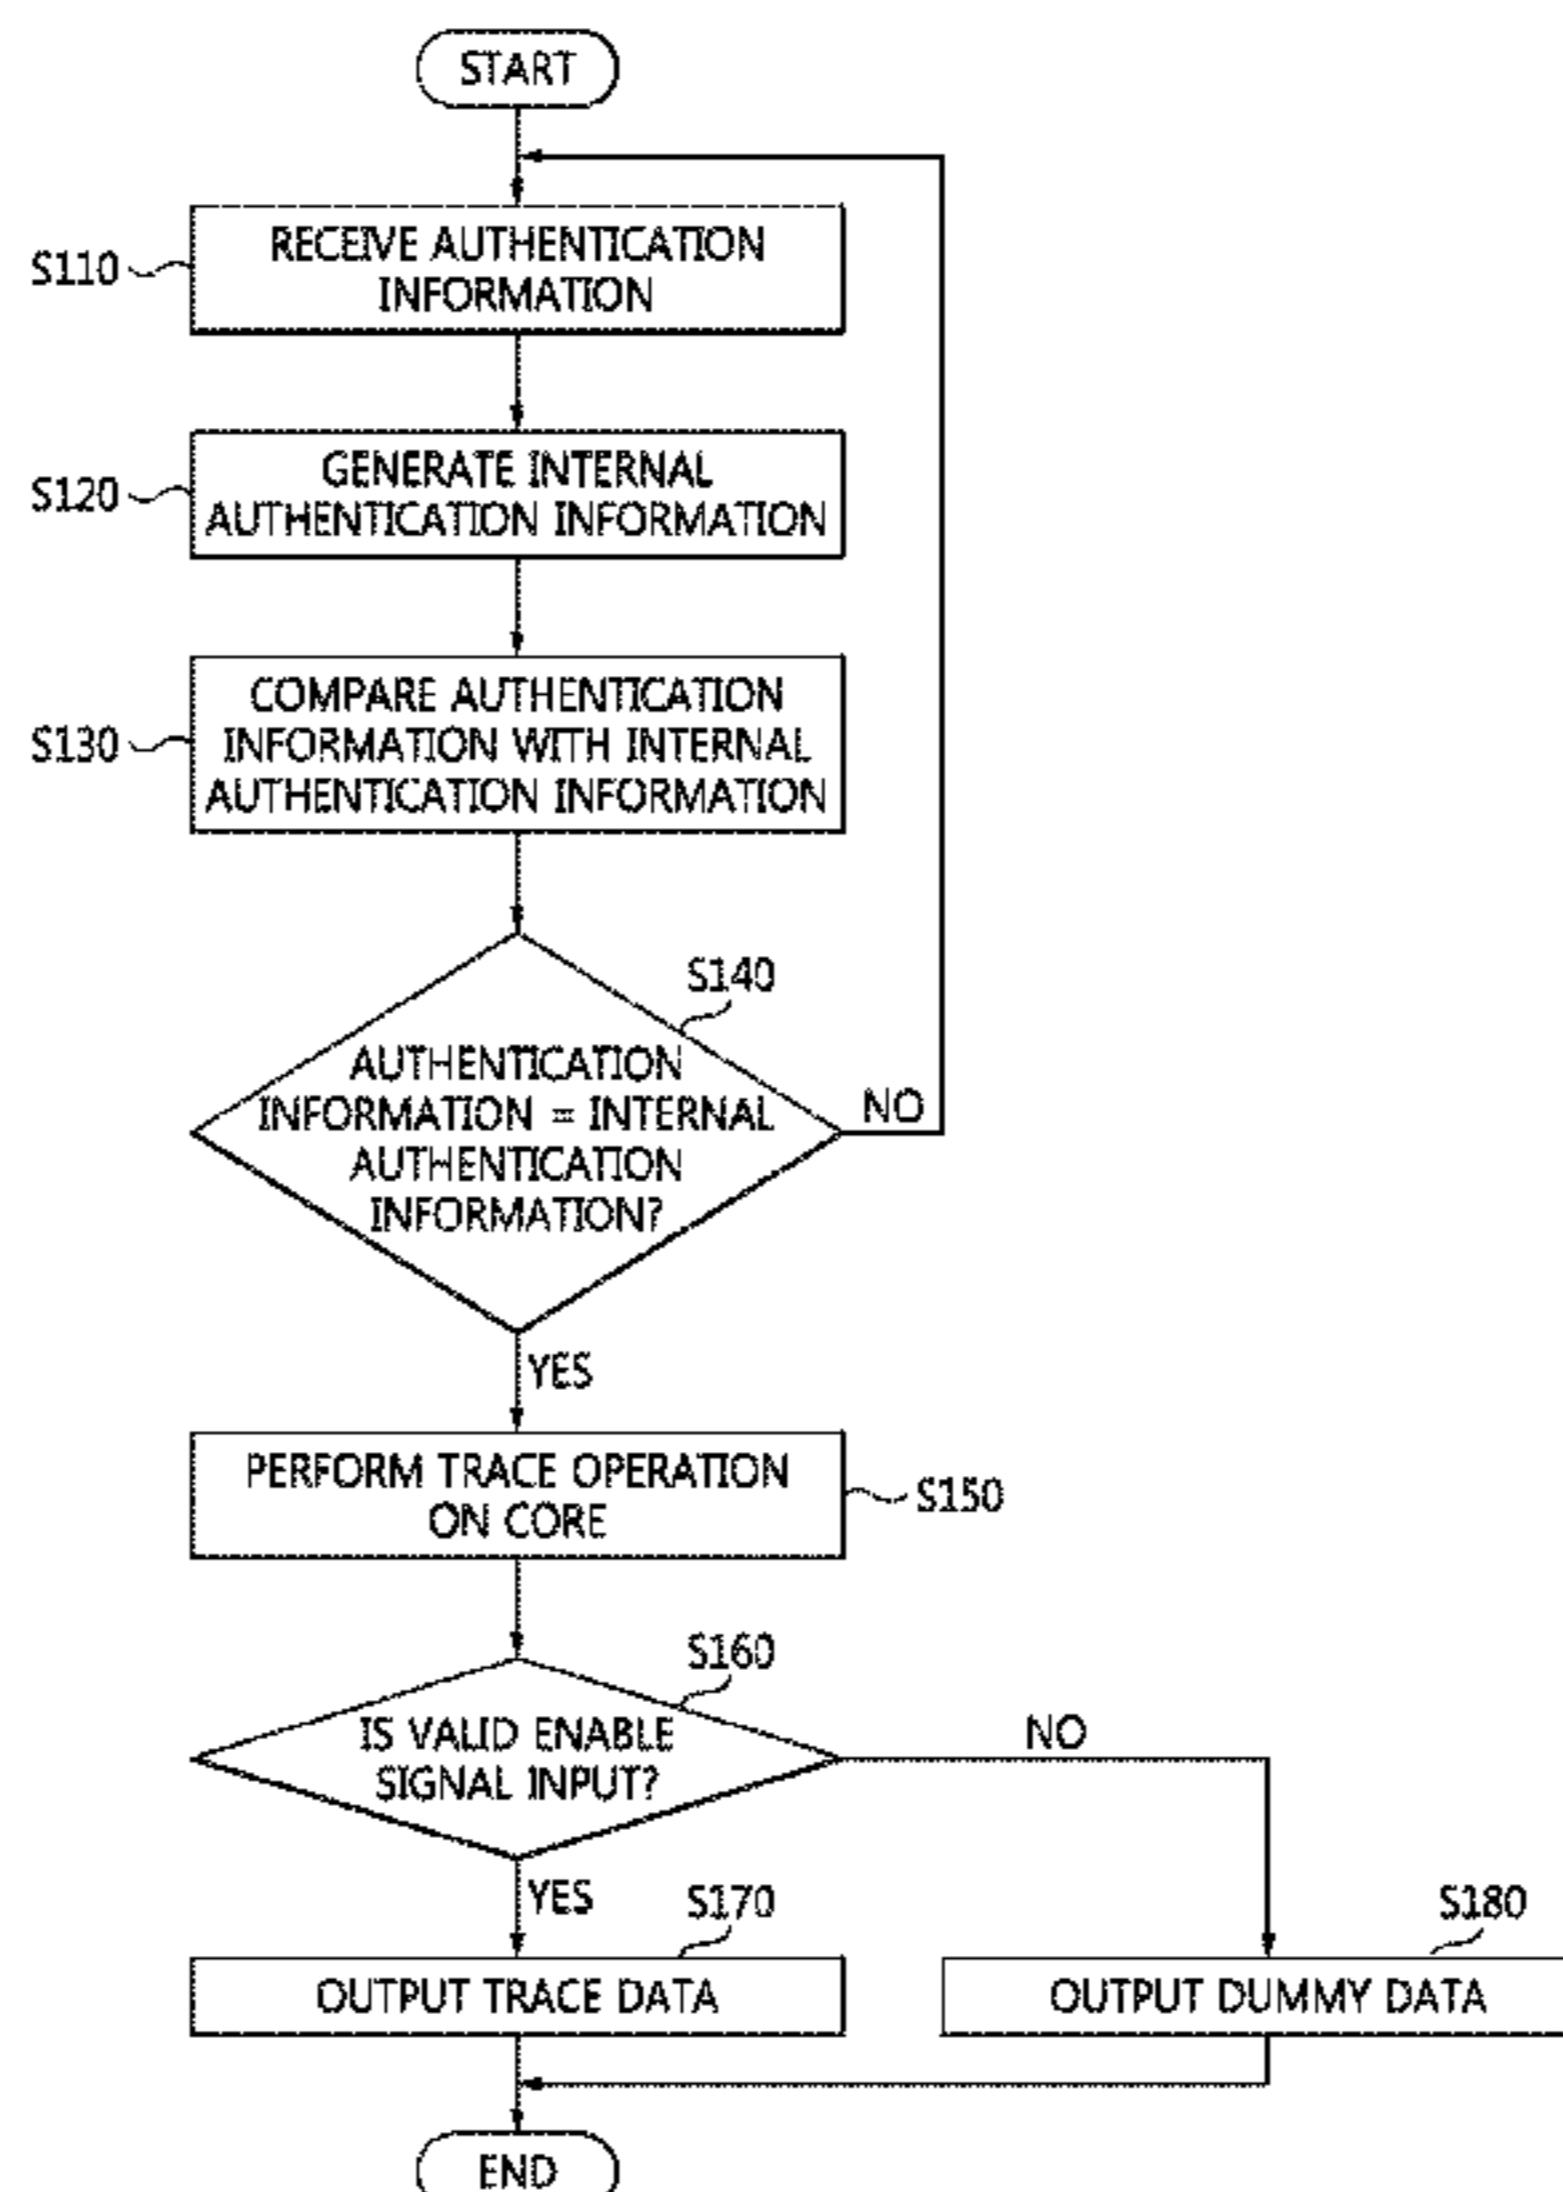 START
RECEIVE AUTHENTICATION
INFORMATION
S110
GENERATE INTERNAL
AUTHENTICATION INFORMATION
S120
COMPARE AUTHENTICATION
INFORMATION WITH INTERNAL
AUTHENTICATION INFORMATION
S130
S140
AUTHENTICATION
INFORMATION = INTERNAL
AUTHENTICATION
INFORMATION?
NO
YES
PERFORM TRACE OPERATION
ON CORE
S150
S160
IS VALID ENABLE
SIGNAL INPUT?
NO
YES
S170
OUTPUT TRACE DATA
S180
OUTPUT DUMMY DATA
END